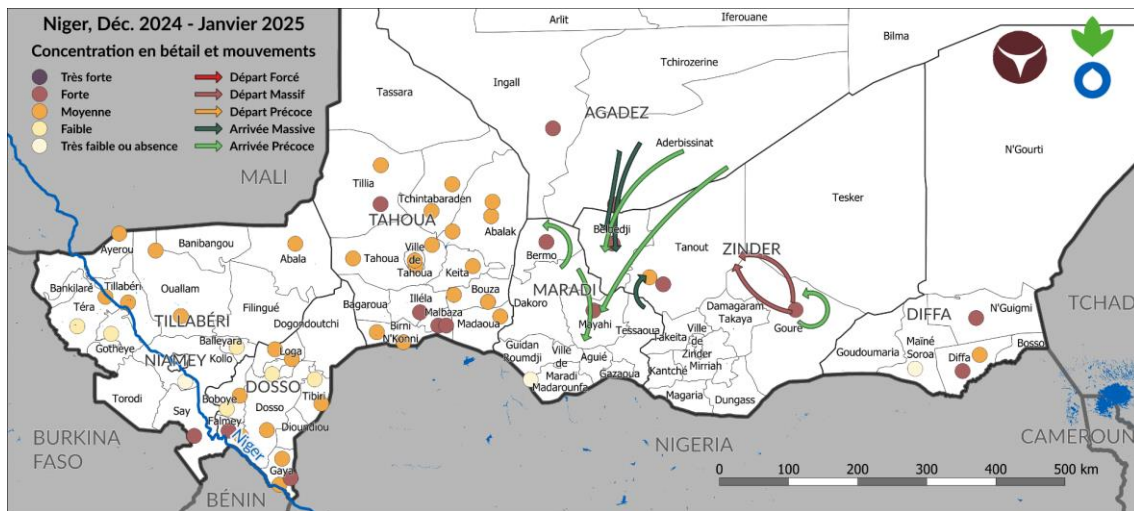 Niger, Déc. 2024 - Janvier 2025
Concentration en bétail et mouvements
Très forte
Départ Forcé
Forte
Départ Massif
Moyenne
Départ Précoce
Faible
Arrivée Massive
Très faible ou absence
Arrivée Précoce
Arlit
Iferouane
Bilma
Tchirozerine
Ingall
Tassara
AGADEZ
Aderbissinat
N'Gourti
MALI
Tillia
Tchintabaraden
Tesker
TAHOUA
Abalak
Belbedji
Ayerou
Banibangou
Abala
Tahoua
Ville
de
Tahoua
Keita
Bermo
Tanout
ZINDER
Bankilaré
Tillabéri
Ouallam
Téra
Filingué
Bagaroua
Illéla
Bouza
Dakoro
MARADI
Mayahi
N'Guigmi
TCHAD
TILLABÉRI
Dogondoutchi
Birni
N'Konni
Malbaza
Madaoua
Tessaoua
Damagaram
Takaya
Gouré
DIFFA
Gotheye
Balleyara
NIAMEY
Kollo
Loga
Guidan
Roumdji
Ville
de
Maradi
Madarounfa
Aguié
Gazaoua
Takeita
Ville
de
Zinder
Mirriah
Kantché
Magaria
Dungass
Goudoumaria
Maïné
Soroa
Diffa
Bosso
Torodi
Say
DOSSO
Boboye
Dosso
Tibiri
Falmey
Dioundiou
Niger
Gaya
BURKINA
FASO
BÉNIN
NIGERIA
CAMEROUN
0 100 200 300 400 500 km